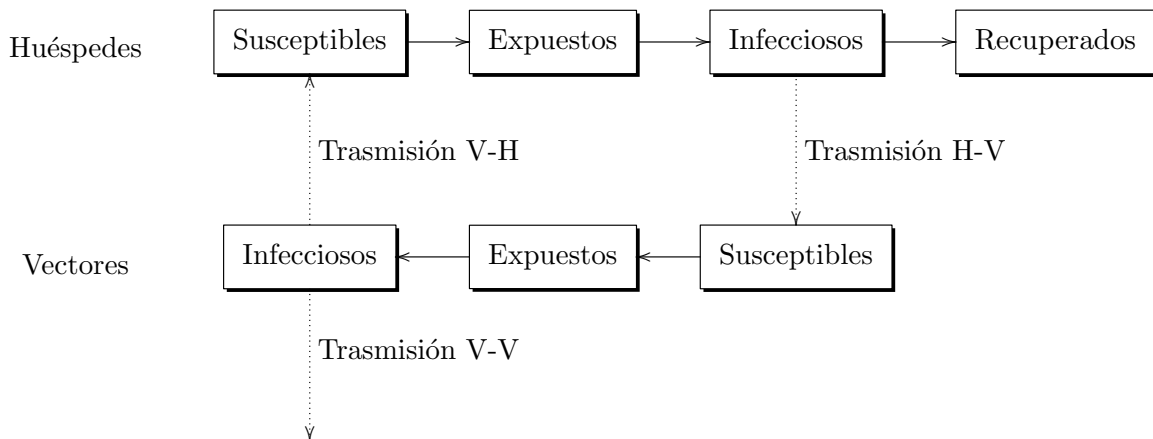 Huéspedes Susceptibles Expuestos Infecciosos Recuperados
Trasmisión V-H Trasmisión H-V
Vectores Infecciosos Expuestos Susceptibles
Trasmisión V-V